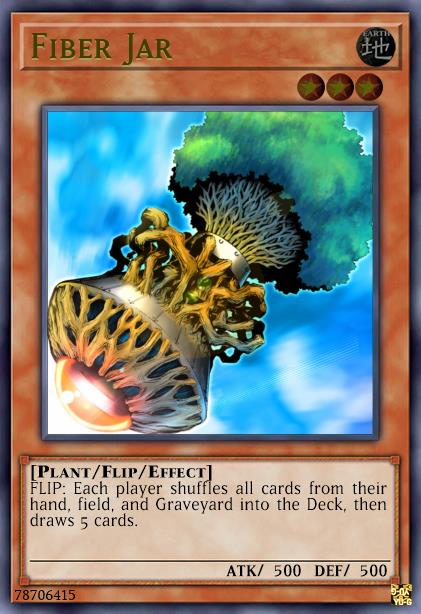 Fiber Jar
EARTH
地
[Plant/Flip/Effect]
FLIP: Each player shuffles all cards from their
hand, field, and Graveyard into the Deck, then
draws 5 cards.
ATK/ 500 DEF/ 500
78706415